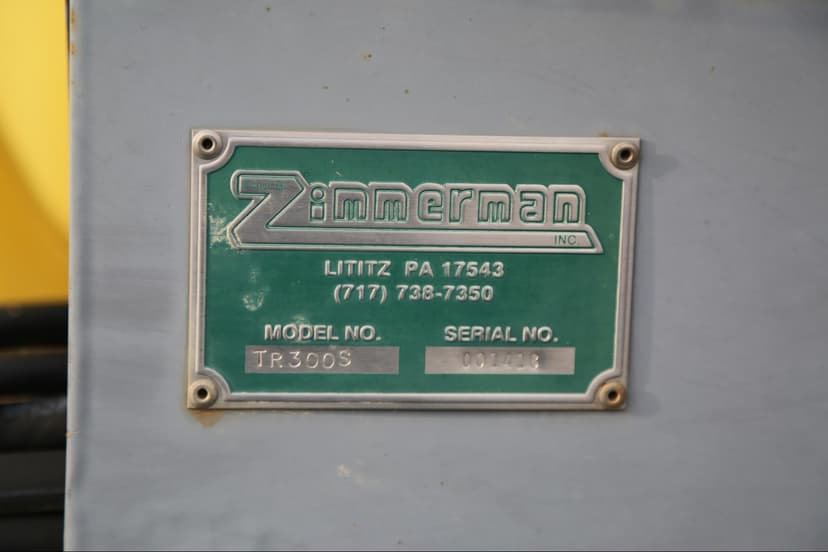 Zimmerman
INC
LITITZ PA 17543
(717) 738-7350
MODEL NO. SERIAL NO.
TR300S